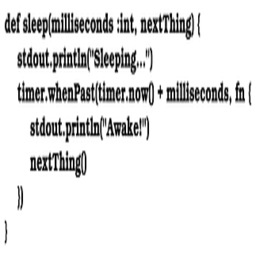 def sleep(milliseconds :int, nextThing) {
stdout.println("Sleeping...")
timer.whenPast(timer.now() + milliseconds, fn {
stdout.println("Awake!")
nextThing()
})
}